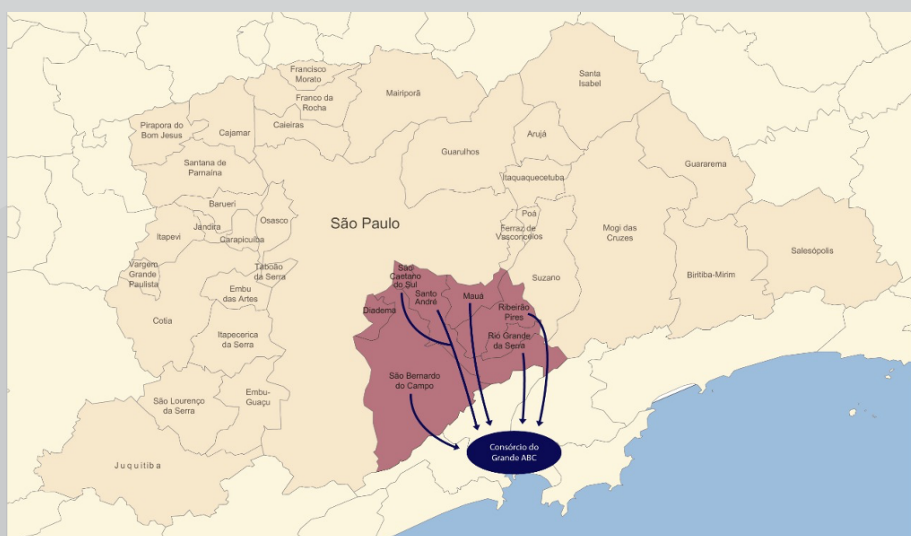 Francisco
Morato
Franco da
Rocha
Mairiporã
Santa
Isabel
Pirapora do
Bom Jesus
Cajamar
Caieiras
Arujá
Guarulhos
Santana de
Parnaína
Itaquaquecetuba
Guararema
Barueri
Jandira
Carapicuíba
Osasco
Itapevi
São Paulo
Poá
Ferraz de
Vasconcelos
Mogi das
Cruzes
Salesópolis
Vargem
Grande
Paulista
Taboão
da Serra
São
Caetano
do Sul
Suzano
Biritiba-Mirim
Embu
das Artes
Santo
André
Mauá
Ribeirão
Pires
Diadema
Cotia
Itapecerica
da Serra
Rio Grande
da Serra
São Bernardo
do Campo
São Lourenço
da Serra
Embu-
Guaçu
Juquitiba
Consórcio do
Grande ABC